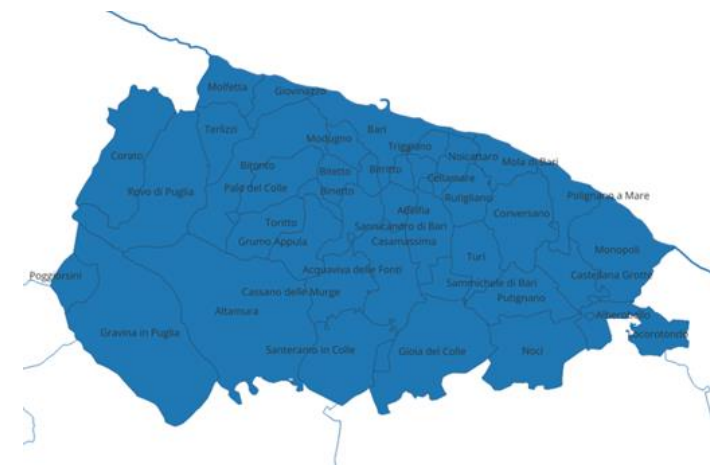 Molfetta
Giovinazzo
Terlizzi
Bari
Modugno
Triggiano
Corato
Noicattaro
Mola di Bari
Bitonto
Bitetto
Bitritto
Cellamare
Ruvo di Puglia
Palo del Colle
Binetto
Rutigliano
Polignano a Mare
Adelfia
Conversano
Toritto
Sannicandro di Bari
Grumo Appula
Casamassima
Monopoli
Turi
Poggiorsini
Acquaviva delle Fonti
Castellana Grotte
Sammichele di Bari
Cassano delle Murge
Putignano
Altamura
Alberobello
Gravina in Puglia
Locorotondo
Santeramo in Colle
Gioia del Colle
Noci